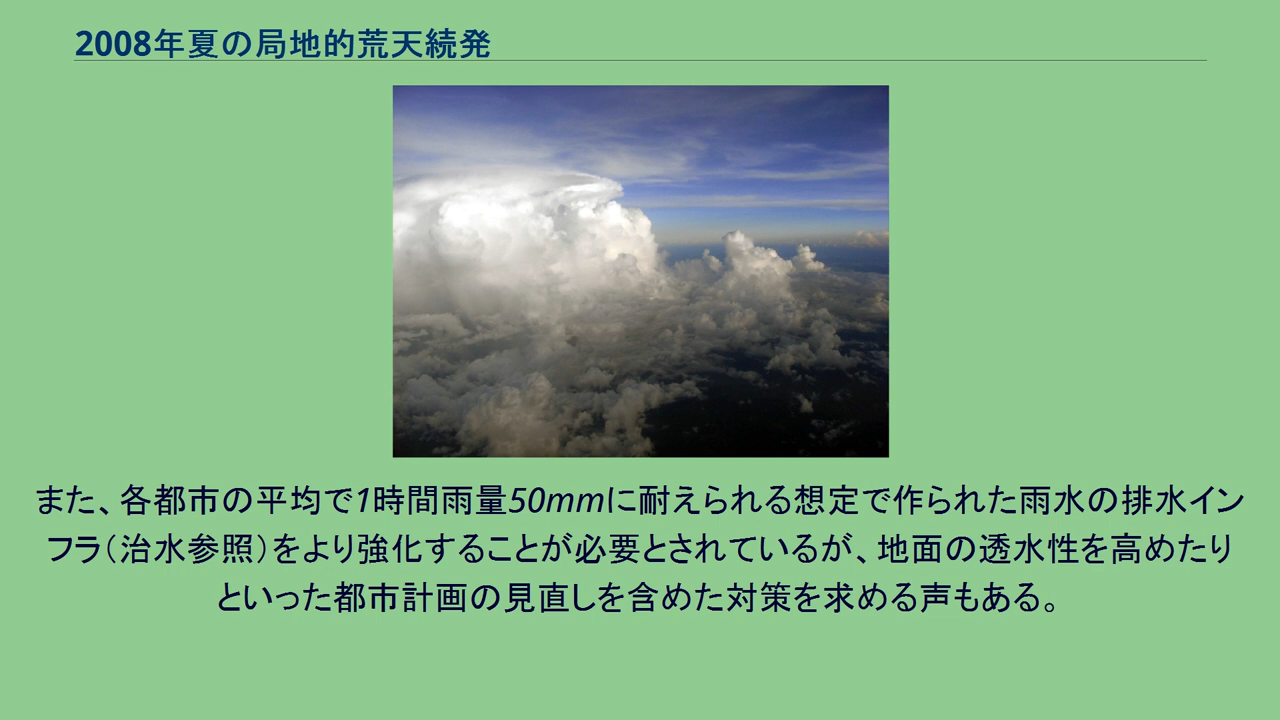 2008年夏の局地的荒天続発
また、各都市の平均で1時間雨量50mmに耐えられる想定で作られた雨水の排水イン
フラ（治水参照）をより強化することが必要とされているが、地面の透水性を高めたり
といった都市計画の見直しを含めた対策を求める声もある。